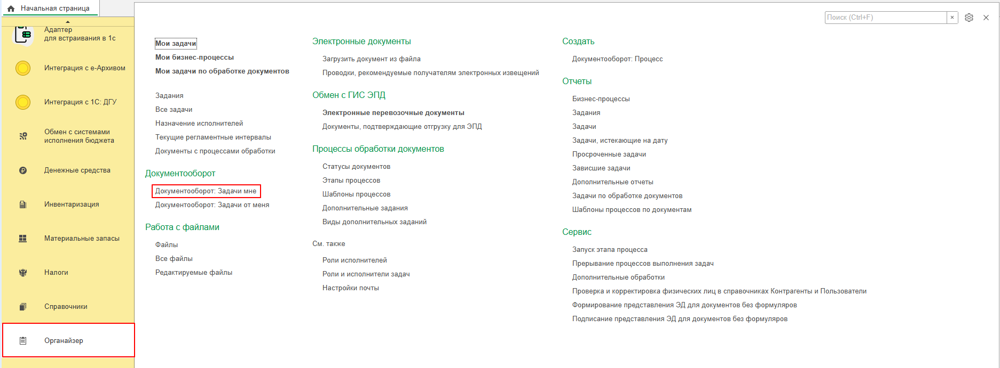 Начальная страница
Поиск (Ctrl+F)
Адаптер
для встраивания в 1с
Интеграция с е-Архивом
Интеграция с 1С: ДГУ
Обмен с системами
исполнения бюджета
Денежные средства
Инвентаризация
Материальные запасы
Налоги
Справочники
Органайзер
Мои задачи
Мои бизнес-процессы
Мои задачи по обработке документов
Задания
Все задачи
Назначение исполнителей
Текущие регламентные интервалы
Документы с процессами обработки
Документооборот
Документооборот: Задачи мне
Документооборот: Задачи от меня
Работа с файлами
Файлы
Все файлы
Редактируемые файлы
Электронные документы
Загрузить документ из файла
Проводки, рекомендуемые получателям электронных извещений
Обмен с ГИС ЭПД
Электронные перевозочные документы
Документы, подтверждающие отгрузку для ЭПД
Процессы обработки документов
Статусы документов
Этапы процессов
Шаблоны процессов
Дополнительные задания
Виды дополнительных заданий
См. также
Роли исполнителей
Роли и исполнители задач
Настройки почты
Создать
Документооборот: Процесс
Отчеты
Бизнес-процессы
Задания
Задачи
Задачи, истекающие на дату
Просроченные задачи
Зависшие задачи
Дополнительные отчеты
Задачи по обработке документов
Шаблоны процессов по документам
Сервис
Запуск этапа процесса
Прерывание процессов выполнения задач
Дополнительные обработки
Проверка и корректировка физических лиц в справочниках Контрагенты и Пользователи
Формирование представления ЭД для документов без формуляров
Подписание представления ЭД для документов без формуляров